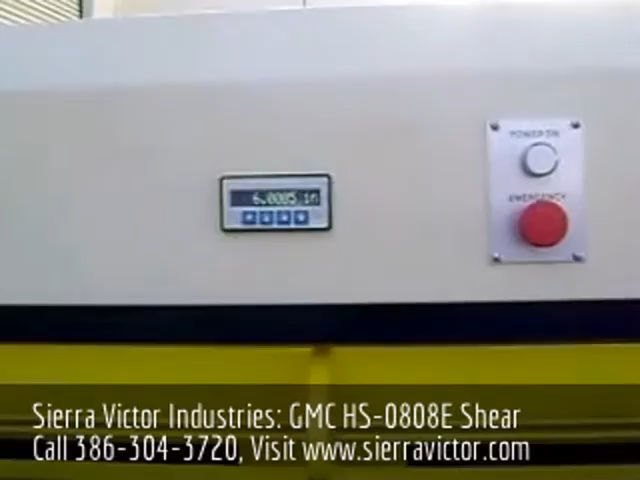 POWER ON
6.0005 in
EMERGENCY
Sierra Victor Industries: GMC HS-0808E Shear
Call 386-304-3720, Visit www.sierravictor.com